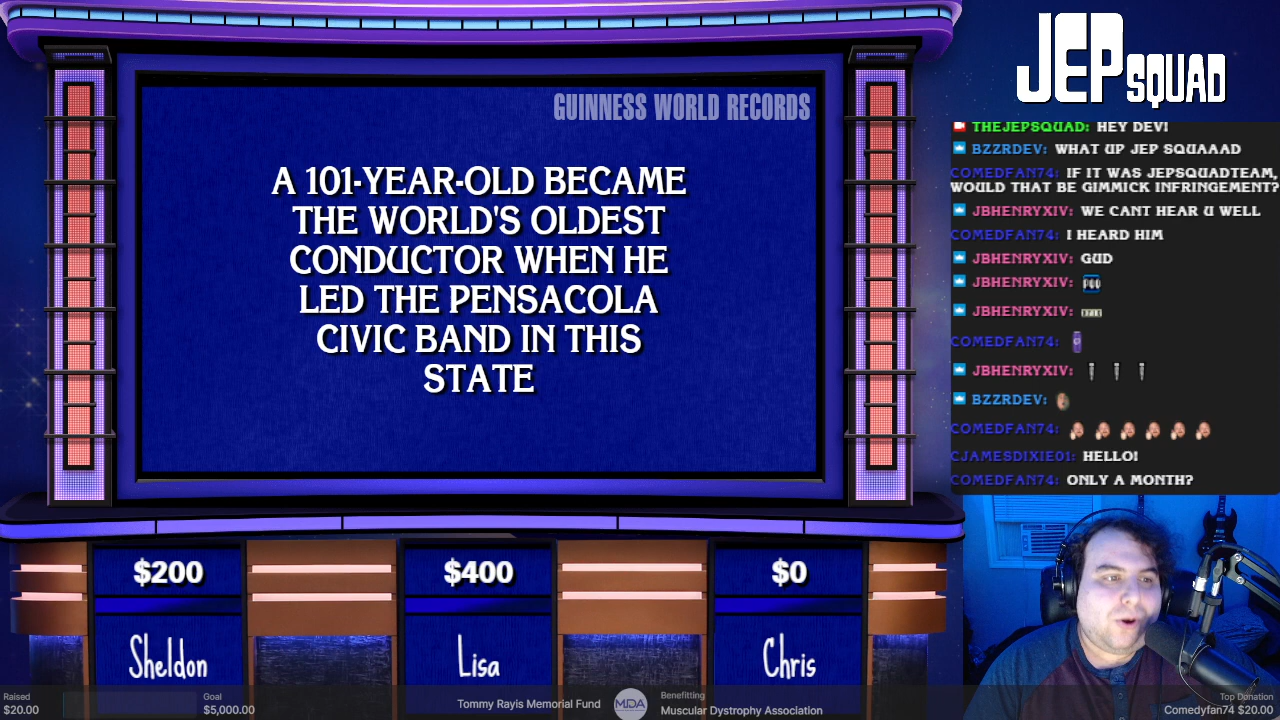 JEP SQUAD
GUINNESS WORLD RECORDS
A 101-YEAR-OLD BECAME
THE WORLD'S OLDEST
CONDUCTOR WHEN HE
LED THE PENSACOLA
CIVIC BAND IN THIS
STATE
THEJEPSQUAD: HEY DEV!
BZZRDEV: WHAT UP JEP SQUAAAD
COMEDFAN74: IF IT WAS JEPSQUADTEAM,
WOULD THAT BE GIMMICK INFRINGEMENT?
JBHENRYXIV: WE CANT HEAR U WELL
COMEDFAN74: I HEARD HIM
JBHENRYXIV: GUD
JBHENRYXIV:
JBHENRYXIV:
COMEDFAN74:
JBHENRYXIV:
BZZRDEV:
COMEDFAN74:
CJAMESDIXIE01: HELLO!
COMEDFAN74: ONLY A MONTH?
$200
$400
$0
Sheldon
Lisa
Chris
Raised
$20.00
Goal
$5,000.00
Tommy Rayis Memorial Fund
MDA
Benefitting
Muscular Dystrophy Association
Top Donation
Comedyfan74 $20.00